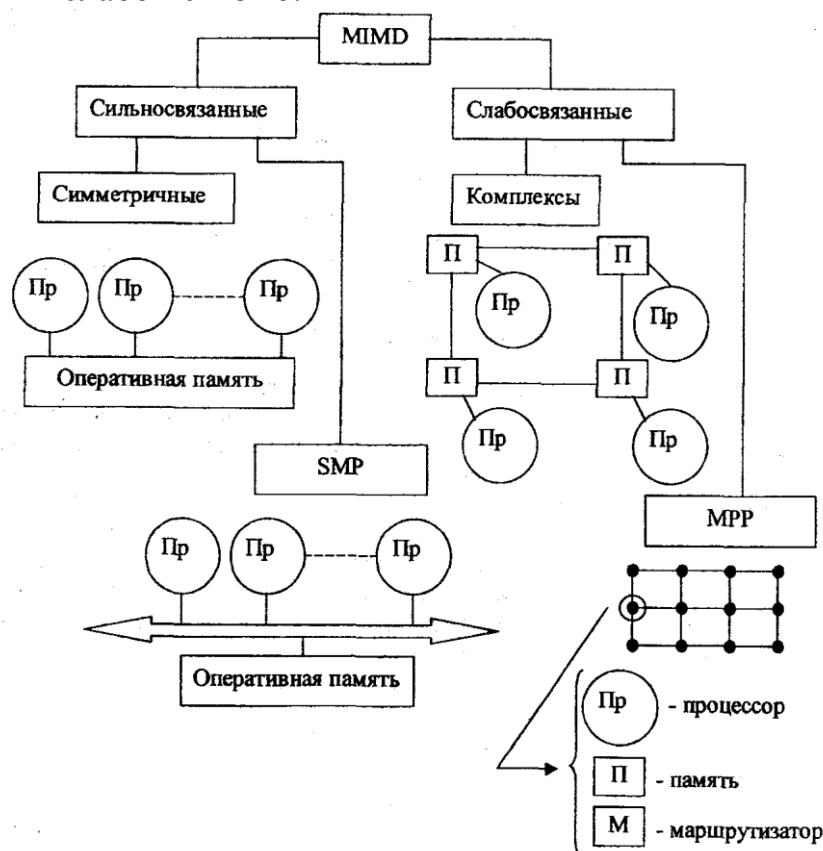 MIMD
Сильносвязанные
Слабосвязанные
Симметричные
Комплексы
П
П
Пр
Пр
Пр
Пр
Пр
Оперативная память
П
П
Пр
Пр
SMP
MPP
Пр
Пр
Пр
Оперативная память
Пр - процессор
П - память
М - маршрутизатор